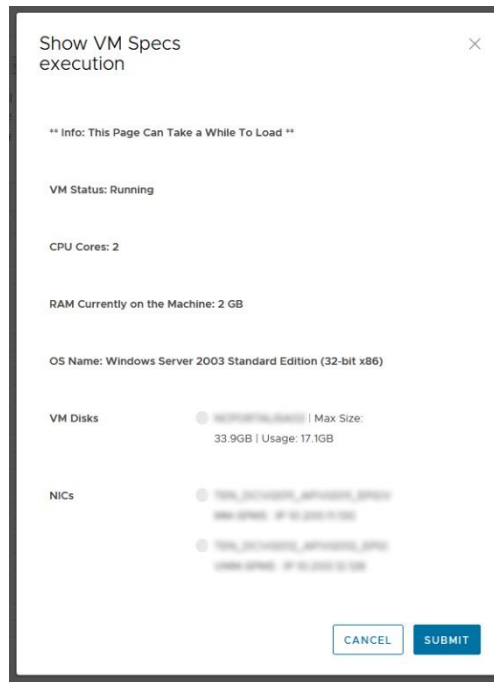 Show VM Specs
execution
** Info: This Page Can Take a While To Load **
VM Status: Running
CPU Cores: 2
RAM Currently on the Machine: 2 GB
OS Name: Windows Server 2003 Standard Edition (32-bit x86)
VM Disks
| Max Size:
33.9GB | Usage: 17.1GB
NICs
CANCEL
SUBMIT